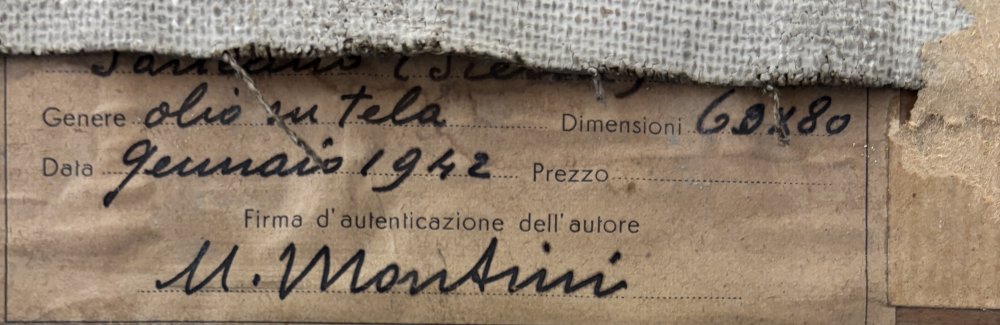 Genere olio su tela Dimensioni 60x80
Data gennaio 1942 Prezzo
Firma d'autenticazione dell'autore
M. Montini